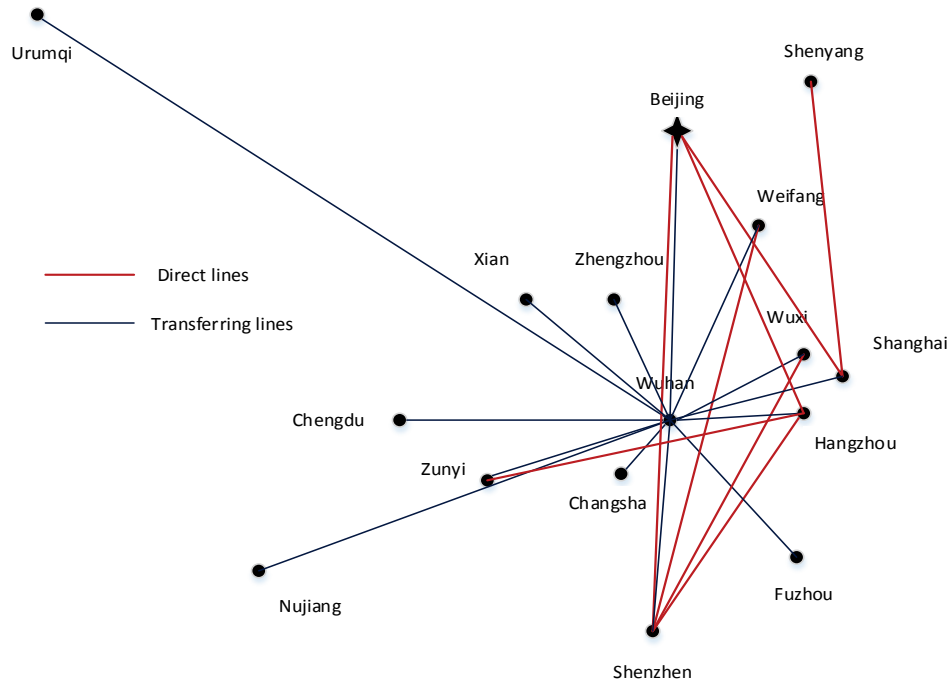 Urumqi
Shenyang
Beijing
Weifang
Xian
Zhengzhou
Direct lines
Transferring lines
Wuxi
Shanghai
Wuhan
Chengdu
Hangzhou
Zunyi
Changsha
Nujiang
Fuzhou
Shenzhen